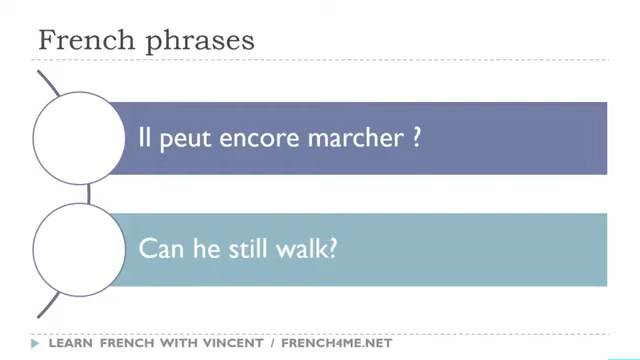 French phrases
Il peut encore marcher ?
Can he still walk?
LEARN FRENCH WITH VINCENT / FRENCH4ME.NET